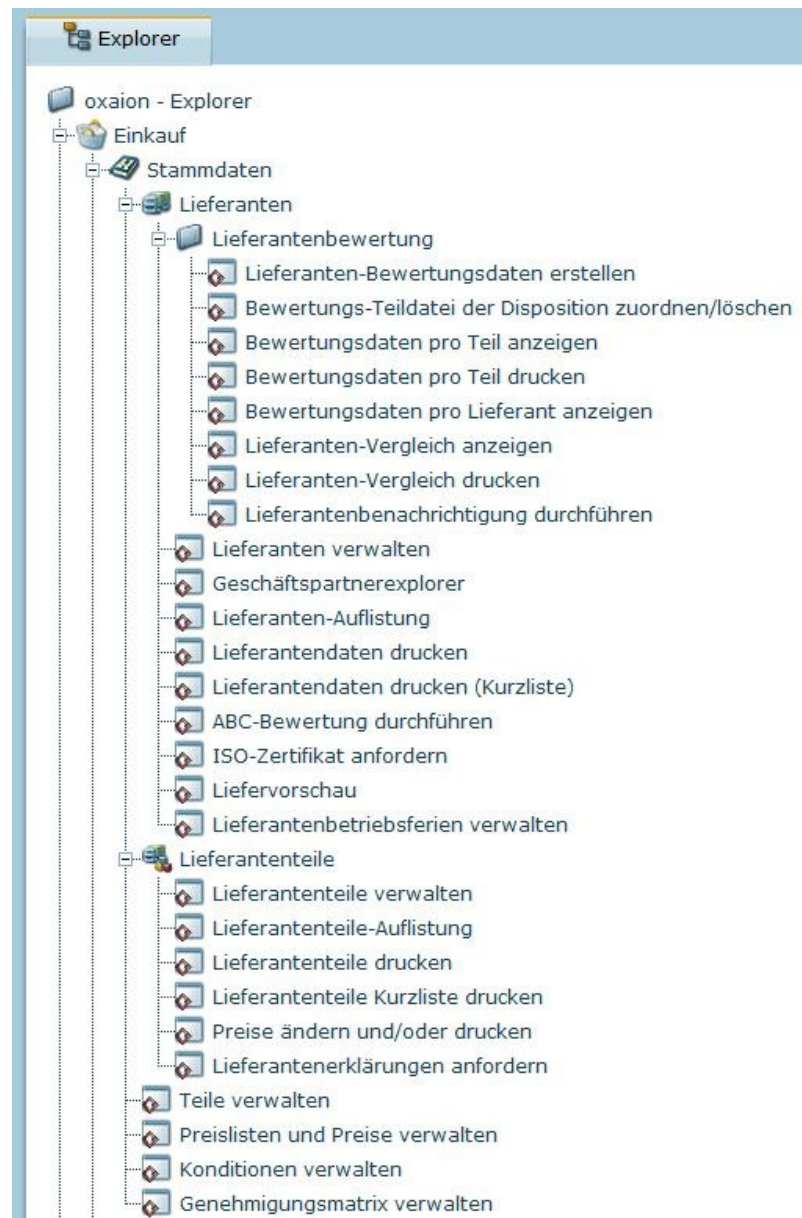 Explorer
oxaion - Explorer
Einkauf
Stammdaten
Lieferanten
Lieferantenbewertung
Lieferanten-Bewertungsdaten erstellen
Bewertungs-Teildatei der Disposition zuordnen/löschen
Bewertungsdaten pro Teil anzeigen
Bewertungsdaten pro Teil drucken
Bewertungsdaten pro Lieferant anzeigen
Lieferanten-Vergleich anzeigen
Lieferanten-Vergleich drucken
Lieferantenbenachrichtigung durchführen
Lieferanten verwalten
Geschäftspartnerexplorer
Lieferanten-Auflistung
Lieferantendaten drucken
Lieferantendaten drucken (Kurzliste)
ABC-Bewertung durchführen
ISO-Zertifikat anfordern
Liefervorschau
Lieferantenbetriebsferien verwalten
Lieferantenteile
Lieferantenteile verwalten
Lieferantenteile-Auflistung
Lieferantenteile drucken
Lieferantenteile Kurzliste drucken
Preise ändern und/oder drucken
Lieferantenerklärungen anfordern
Teile verwalten
Preislisten und Preise verwalten
Konditionen verwalten
Genehmigungsmatrix verwalten